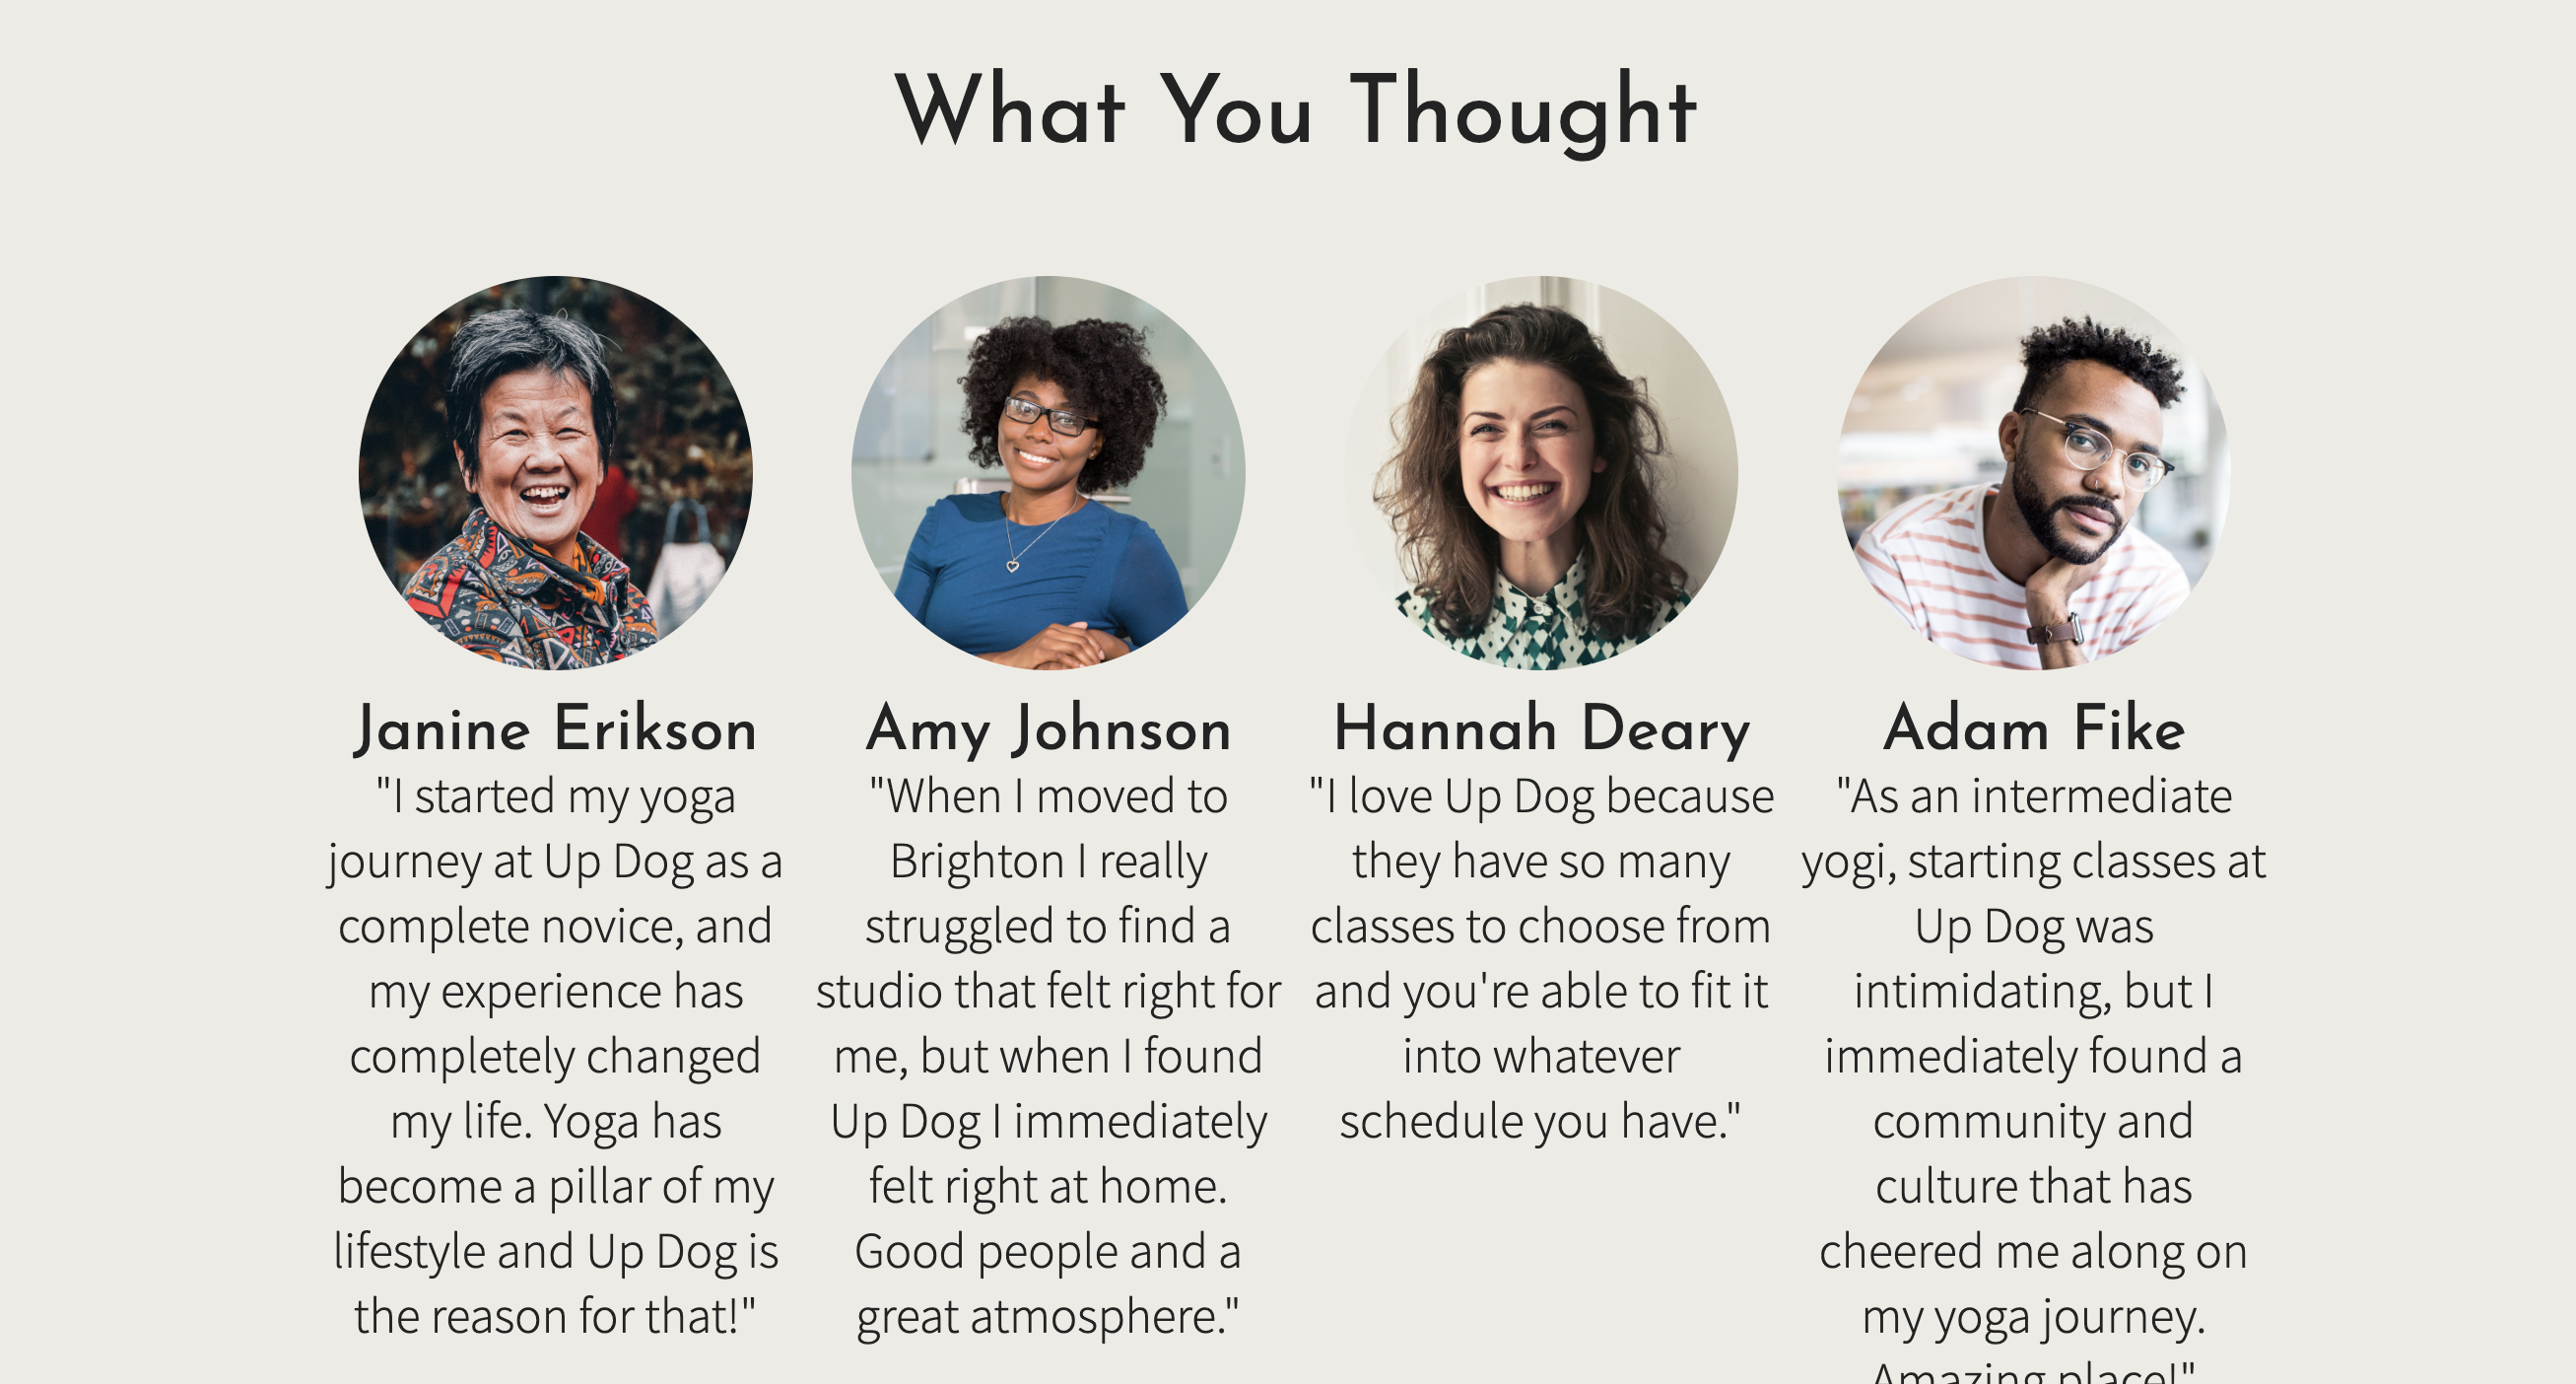 What You Thought
Janine Erikson
"I started my yoga
journey at Up Dog as a
complete novice, and
my experience has
completely changed
my life. Yoga has
become a pillar of my
lifestyle and Up Dog is
the reason for that!"
Amy Johnson
"When I moved to
Brighton I really
struggled to find a
studio that felt right for
me, but when I found
Up Dog I immediately
felt right at home.
Good people and a
great atmosphere."
Hannah Deary
"I love Up Dog because
they have so many
classes to choose from
and you're able to fit it
into whatever
schedule you have."
Adam Fike
"As an intermediate
yogi, starting classes at
Up Dog was
intimidating, but I
immediately found a
community and
culture that has
cheered me along on
my yoga journey.
Amazing place!"